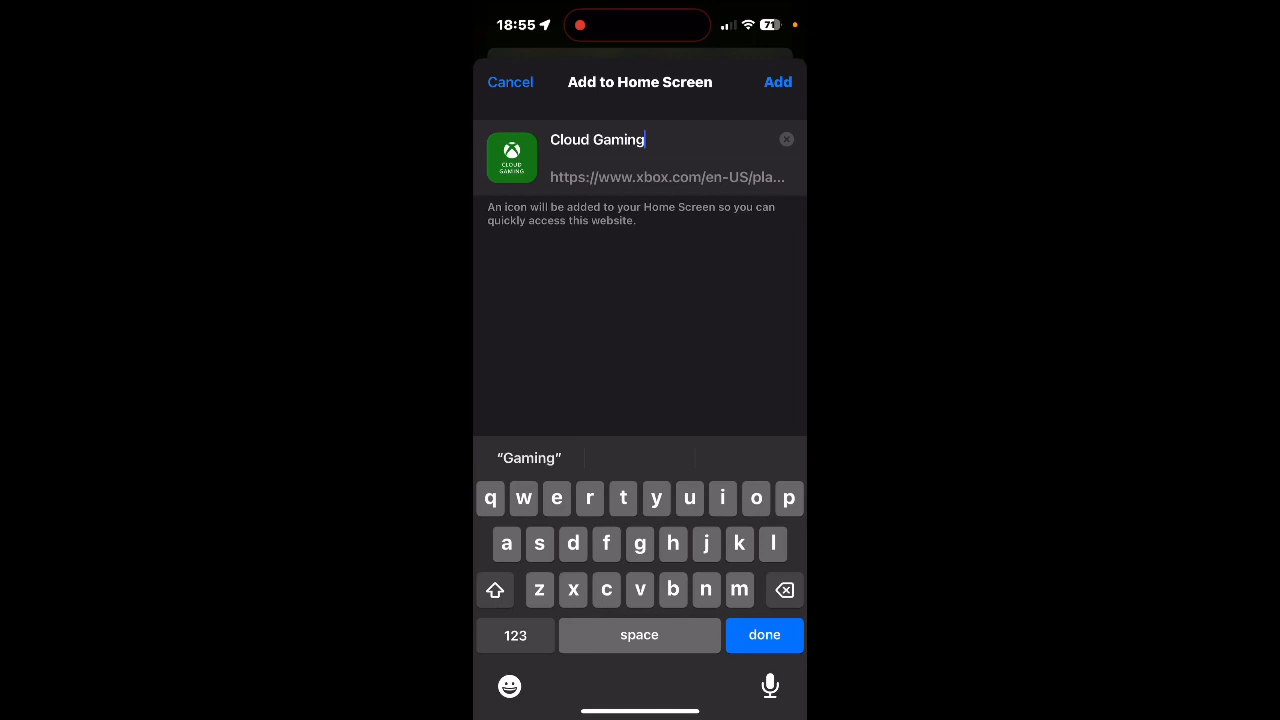 18:55
71
Cancel
Add to Home Screen
Add
Cloud Gaming
CLOUD
GAMING
https://www.xbox.com/en-US/pla...
An icon will be added to your Home Screen so you can
quickly access this website.
“Gaming”
q w e r t y u i o p
a s d f g h j k l
z x c v b n m
123
space
done